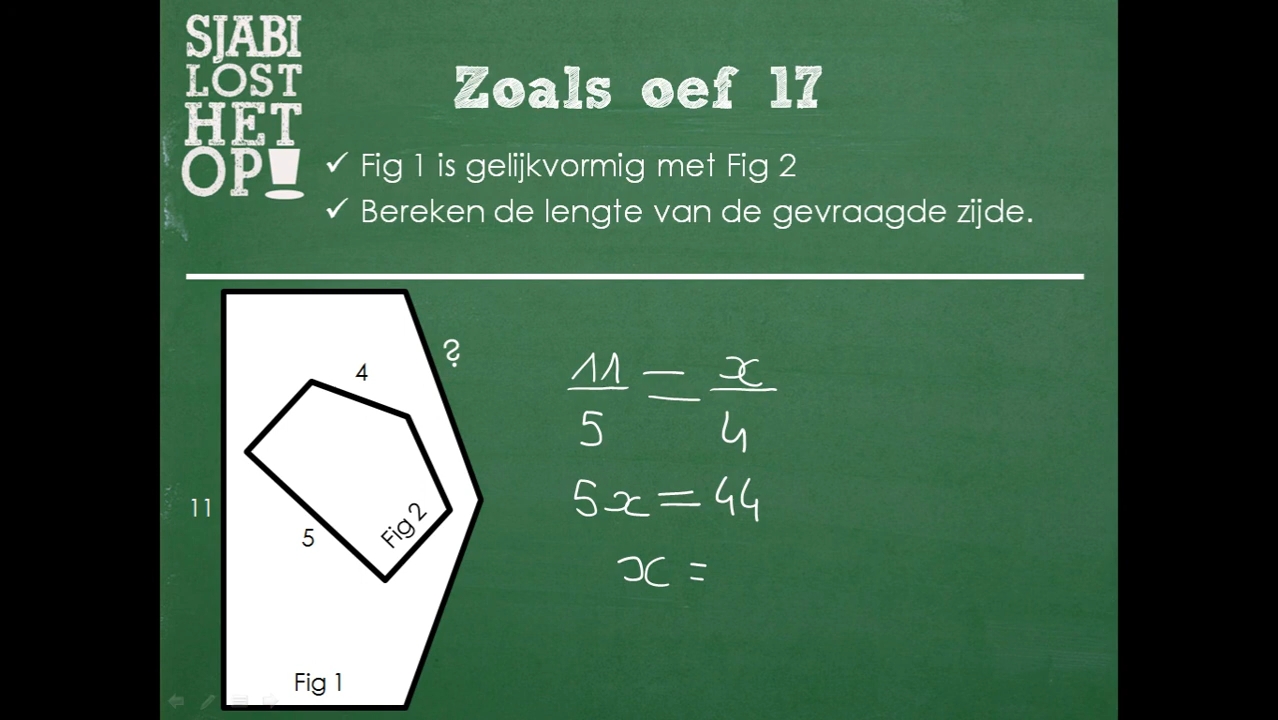 SJABI
LOST
HET
OP!
Zoals oef 17
✓ Fig 1 is gelijkvormig met Fig 2
✓ Bereken de lengte van de gevraagde zijde.
?
4
11
5
Fig 2
Fig 1
11/5 = x/4
5x = 44
x =